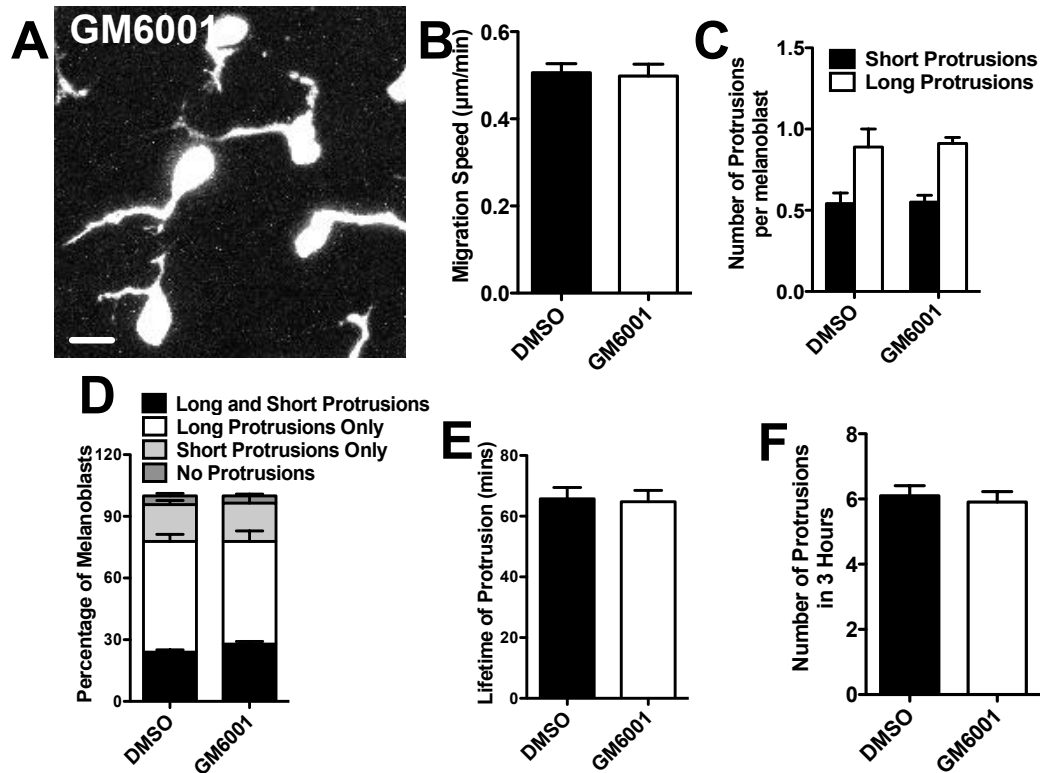 A
GM6001
B
Migration Speed (µm/min)
0.6
0.4
0.2
0.0
DMSO
GM6001
C
Short Protrusions
Long Protrusions
Number of Protrusions
per melanoblast
1.5
1.0
0.5
0.0
DMSO
GM6001
D
Long and Short Protrusions
Long Protrusions Only
Short Protrusions Only
No Protrusions
Percentage of Melanoblasts
120
90
60
30
0
DMSO
GM6001
E
Lifetime of Protrusion (mins)
80
60
40
20
0
DMSO
GM6001
F
Number of Protrusions
in 3 Hours
8
6
4
2
0
DMSO
GM6001